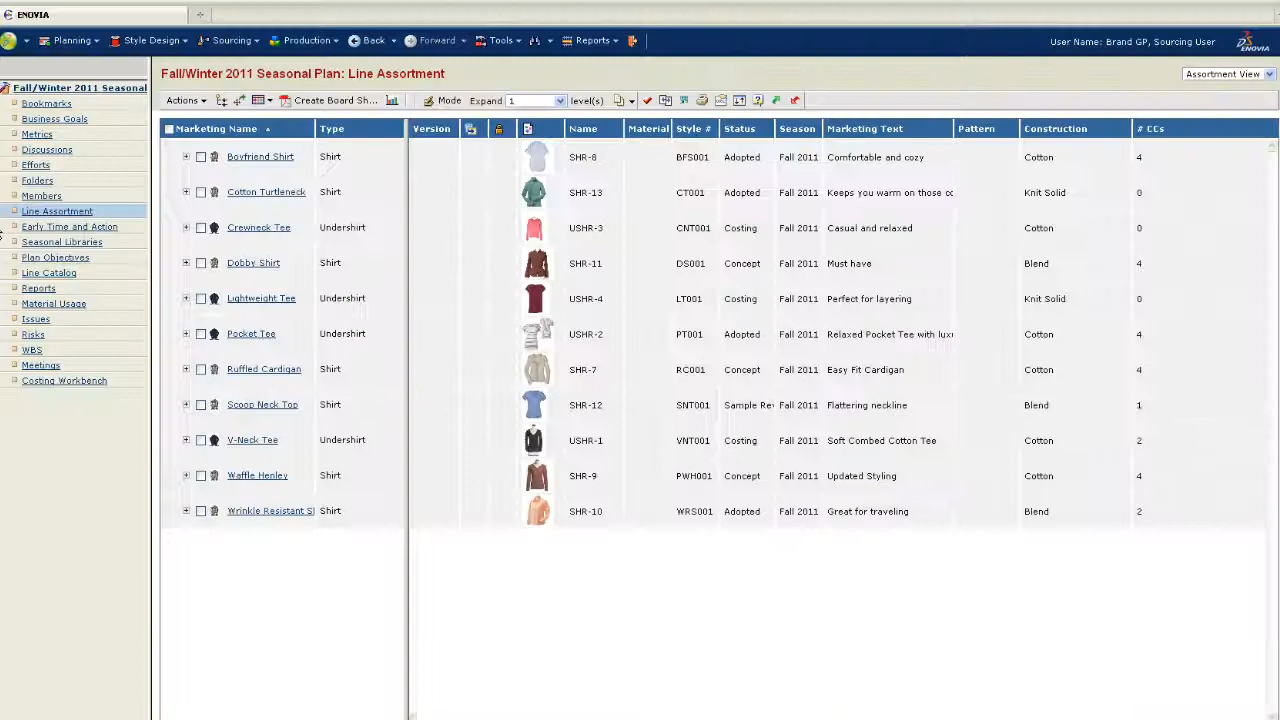 ENOVIA
Planning Style Design Sourcing Production Back Forward Tools Reports User Name: Brand GP, Sourcing User ENOVIA
Fall/Winter 2011 Seasonal
Bookmarks
Business Goals
Metrics
Discussions
Efforts
Folders
Members
Line Assortment
Early Time and Action
Seasonal Libraries
Plan Objectives
Line Catalog
Reports
Material Usage
Issues
Risks
WBS
Meetings
Costing Workbench
Fall/Winter 2011 Seasonal Plan: Line Assortment Assortment View
Actions Create Board Sh... Mode Expand 1 level(s)
Marketing Name Type Version Name Material Style # Status Season Marketing Text Pattern Construction # CCs
Boyfriend Shirt Shirt SHR-8 BFS001 Adopted Fall 2011 Comfortable and cozy Cotton 4
Cotton Turtleneck Shirt SHR-13 CT001 Adopted Fall 2011 Keeps you warm on those cc Knit Solid 0
Crewneck Tee Undershirt USHR-3 CNT001 Costing Fall 2011 Casual and relaxed Cotton 0
Dobby Shirt Shirt SHR-11 DS001 Concept Fall 2011 Must have Blend 4
Lightweight Tee Undershirt USHR-4 LT001 Costing Fall 2011 Perfect for layering Knit Solid 0
Pocket Tee Undershirt USHR-2 PT001 Adopted Fall 2011 Relaxed Pocket Tee with luxu Cotton 4
Ruffled Cardigan Shirt SHR-7 RC001 Concept Fall 2011 Easy Fit Cardigan Cotton 4
Scoop Neck Top Shirt SHR-12 SNT001 Sample Rev Fall 2011 Flattering neckline Blend 1
V-Neck Tee Undershirt USHR-1 VNT001 Costing Fall 2011 Soft Combed Cotton Tee Cotton 2
Waffle Henley Shirt SHR-9 PWH001 Concept Fall 2011 Updated Styling Cotton 4
Wrinkle Resistant S Shirt SHR-10 WRS001 Adopted Fall 2011 Great for traveling Blend 2